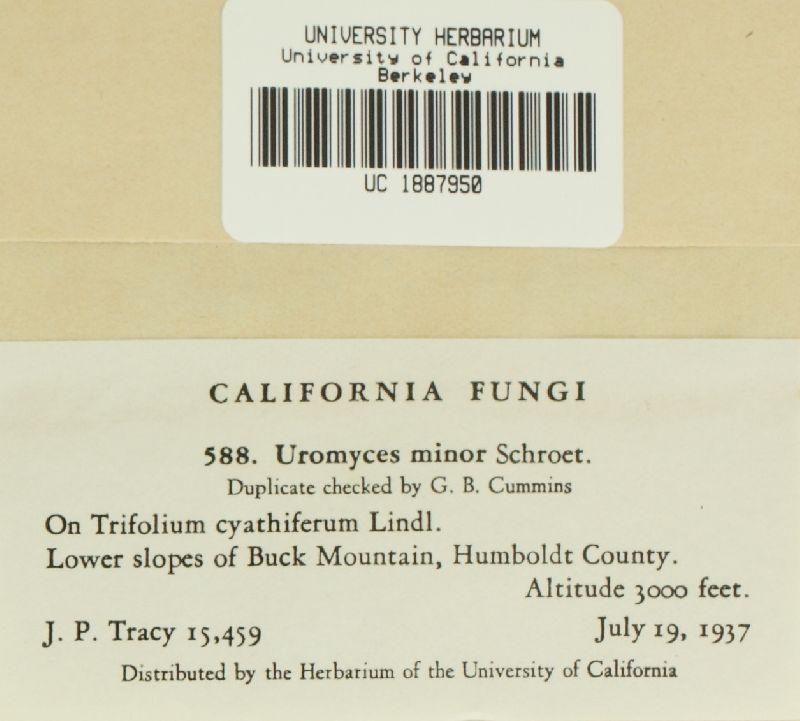 UNIVERSITY HERBARIUM
University of California
Berkeley
UC 1887950
CALIFORNIA FUNGI
588. Uromyces minor Schroet.
Duplicate checked by G. B. Cummins
On Trifolium cyathiferum Lindl.
Lower slopes of Buck Mountain, Humboldt County.
Altitude 3000 feet.
J. P. Tracy 15,459 July 19, 1937
Distributed by the Herbarium of the University of California